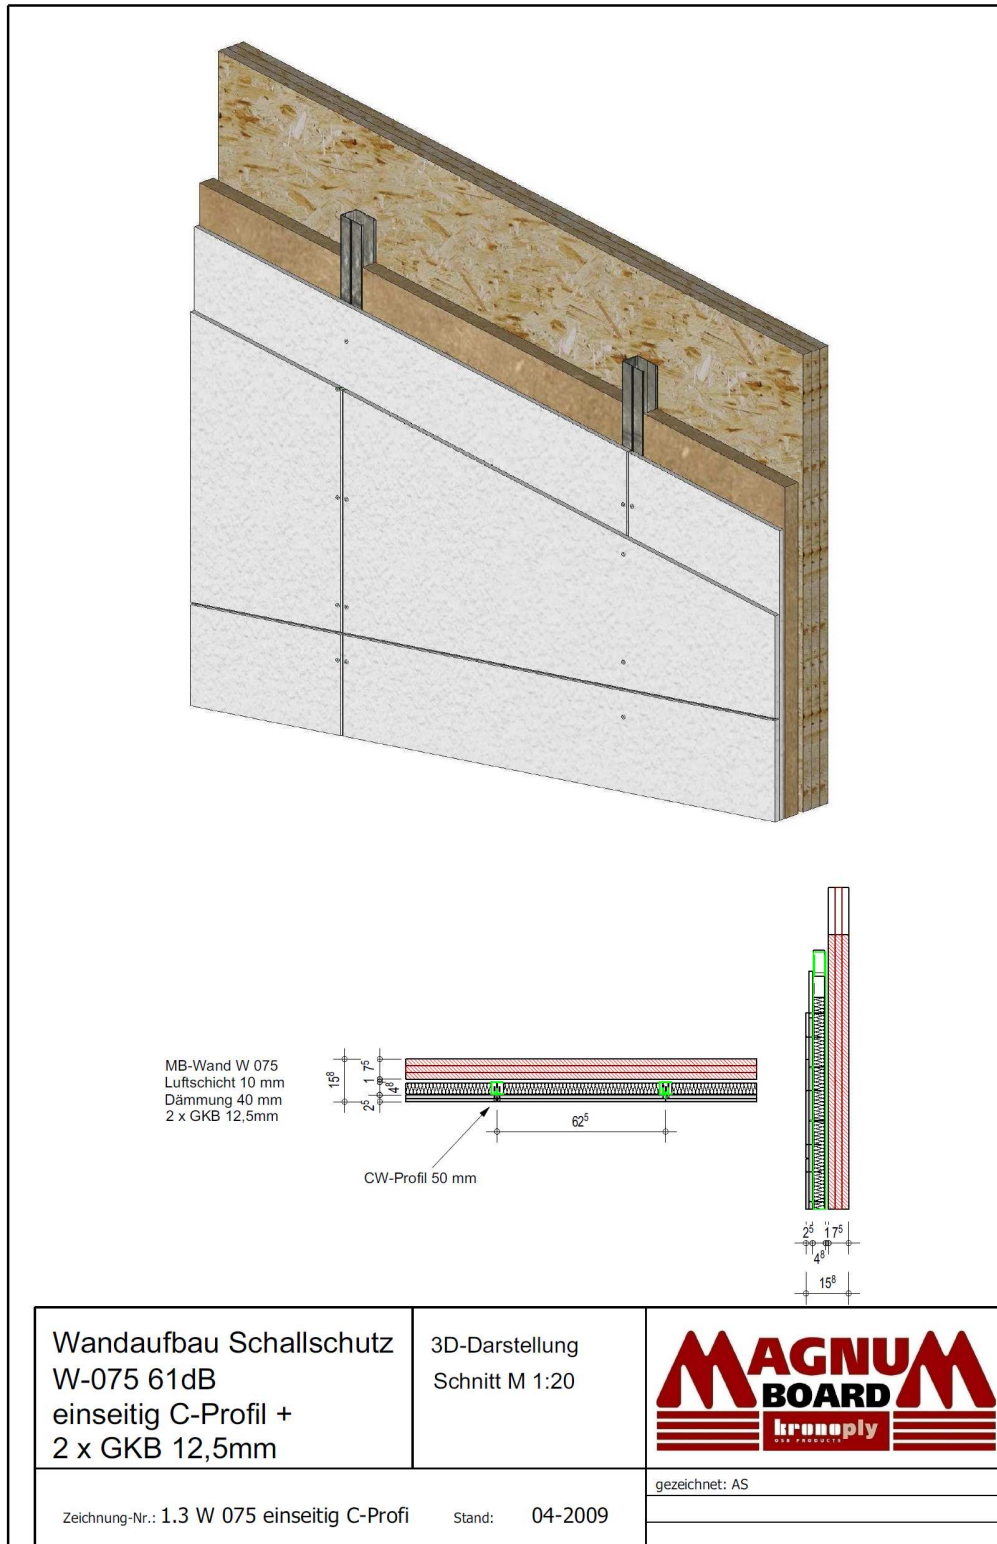 MB-Wand W 075
Luftschicht 10 mm
Dämmung 40 mm
2 x GKB 12,5mm
15⁸
2⁵ 4⁸ 1 7⁵
62⁵
CW-Profil 50 mm
2⁵ 1 7⁵
4⁸
15⁸
Wandaufbau Schallschutz
W-075 61dB
einseitig C-Profil +
2 x GKB 12,5mm
3D-Darstellung
Schnitt M 1:20
MAGNUM
BOARD
kronoply
OSB PRODUCTS
gezeichnet: AS
Zeichnung-Nr.: 1.3 W 075 einseitig C-Profi Stand: 04-2009